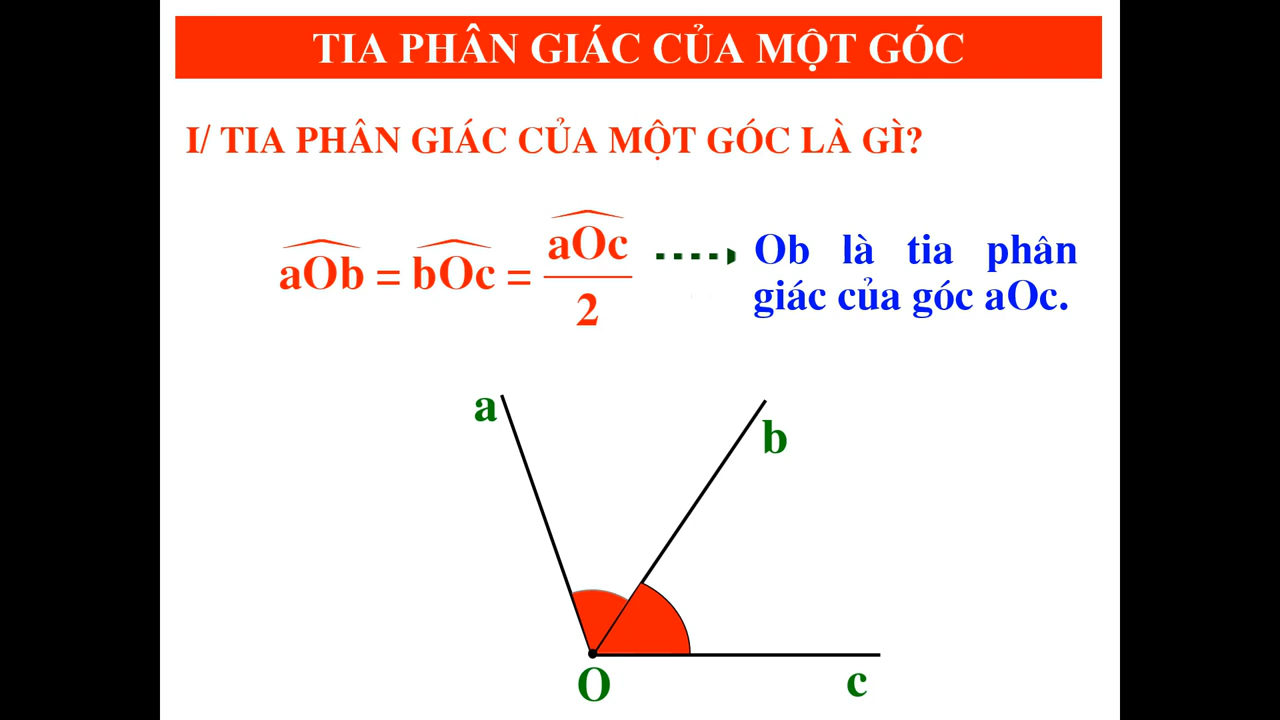 TIA PHÂN GIÁC CỦA MỘT GÓC
I/ TIA PHÂN GIÁC CỦA MỘT GÓC LÀ GÌ?
aOb = bOc = aOc
2
Ob là tia phân
giác của góc aOc.
a
b
O
c